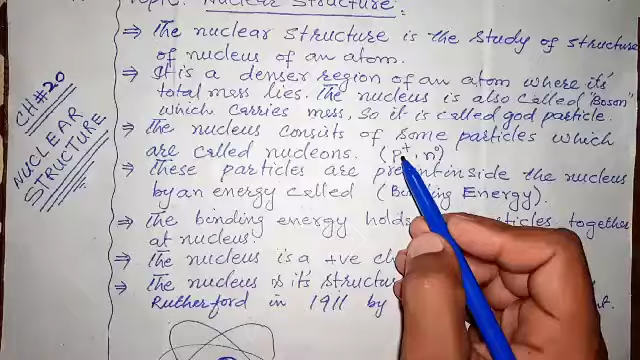 Topic: Nuclear Structure:
CH#20
NUCLEAR
STRUCTURE
⇒ The nuclear structure is the study of structure
of nucleus of an atom.
⇒ It is a denser region of an atom where it's
total mass lies. The nucleus is also called "Boson"
which carries mass. So it is called god particle.
⇒ The nucleus consists of some particles which
are called nucleons. (p⁺, n⁰)
⇒ These particles are present inside the nucleus
by an energy called (Binding Energy).
⇒ The binding energy holds together
at nucleus.
⇒ The nucleus is a +ve
⇒ The nucleus & it's
Rutherford in 1911 by